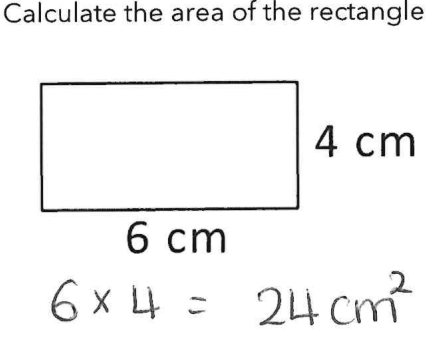 Calculate the area of the rectangle
4 cm
6 cm
6 × 4 = 24 cm²